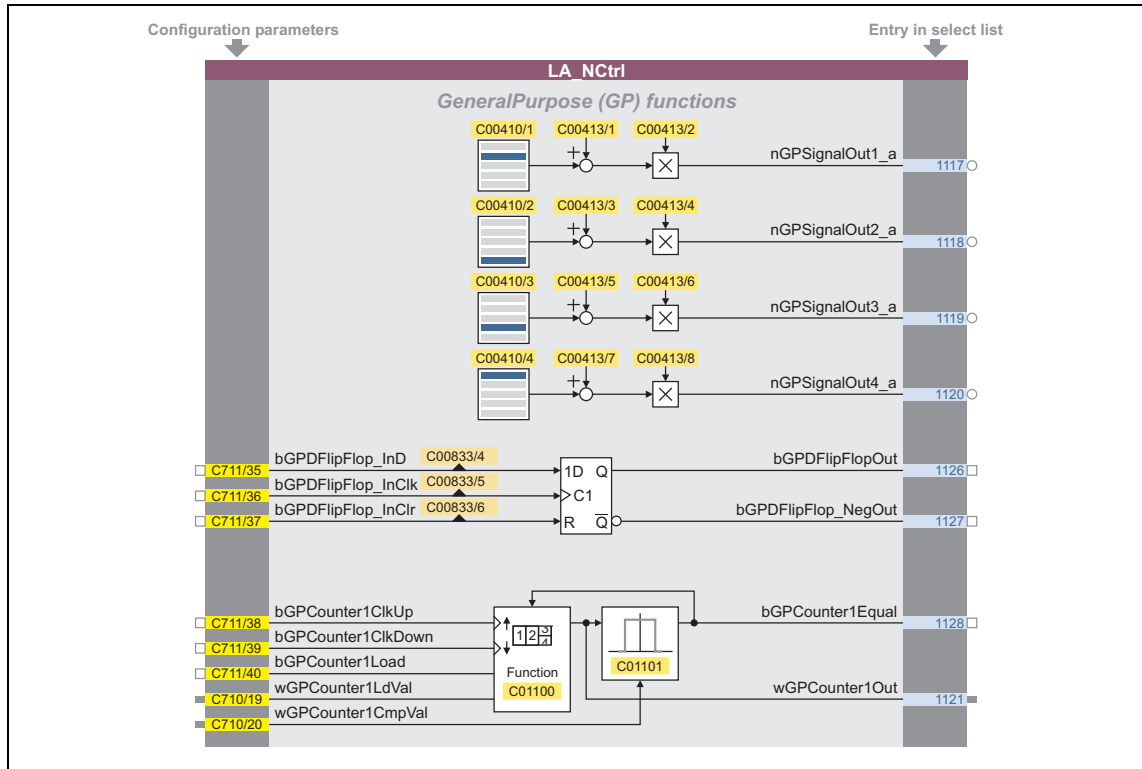 Configuration parameters Entry in select list
LA_NCtrl
GeneralPurpose (GP) functions
C00410/1 C00413/1 C00413/2
+ × nGPSignalOut1_a 1117
C00410/2 C00413/3 C00413/4
+ × nGPSignalOut2_a 1118
C00410/3 C00413/5 C00413/6
+ × nGPSignalOut3_a 1119
C00410/4 C00413/7 C00413/8
+ × nGPSignalOut4_a 1120
C711/35 bGPDFlipFlop_InD C00833/4 1D Q bGPDFlipFlopOut 1126
C711/36 bGPDFlipFlop_InClk C00833/5 C1
C711/37 bGPDFlipFlop_InClr C00833/6 R Q bGPDFlipFlop_NegOut 1127
C711/38 bGPCounter1ClkUp 1 2 3 4 bGPCounter1Equal 1128
C711/39 bGPCounter1ClkDown
C711/40 bGPCounter1Load Function C01101
C710/19 wGPCounter1LdVal C01100 wGPCounter1Out 1121
C710/20 wGPCounter1CmpVal